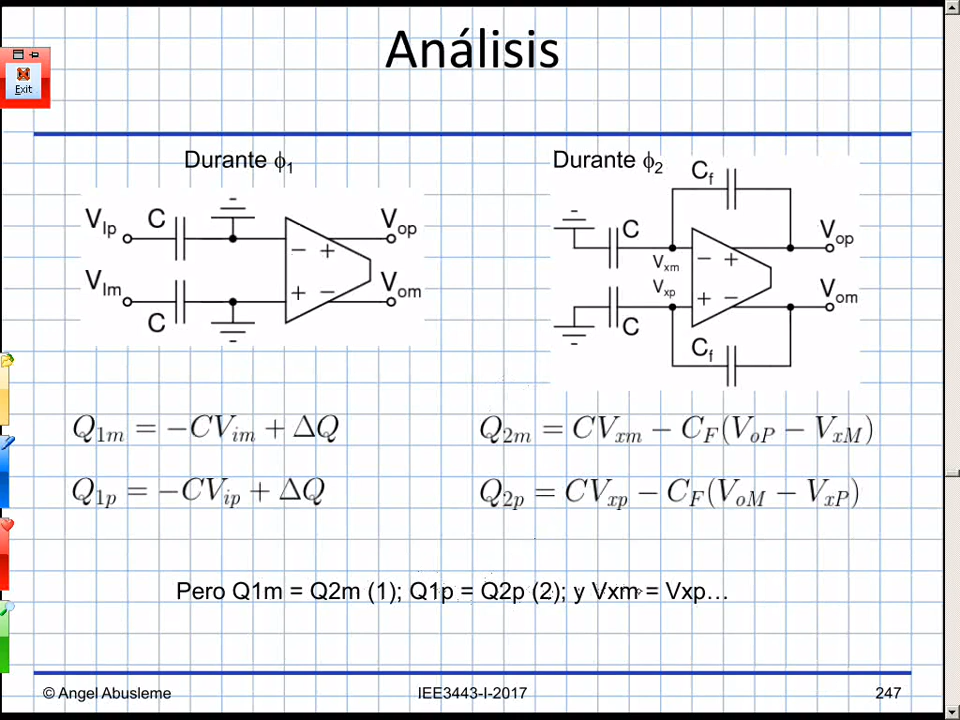 Análisis
Exit
Durante ϕ1
Durante ϕ2
VIp
C
Vop
VIm
C
Vom
Cf
C
Vop
Vxm
Vxp
Vom
C
Cf
− +
+ −
− +
+ −
Q1m = −CVim + ΔQ
Q2m = CVxm − CF(VoP − VxM)
Q1p = −CVip + ΔQ
Q2p = CVxp − CF(VoM − VxP)
Pero Q1m = Q2m (1); Q1p = Q2p (2); y Vxm = Vxp…
© Angel Abusleme
IEE3443-I-2017
247